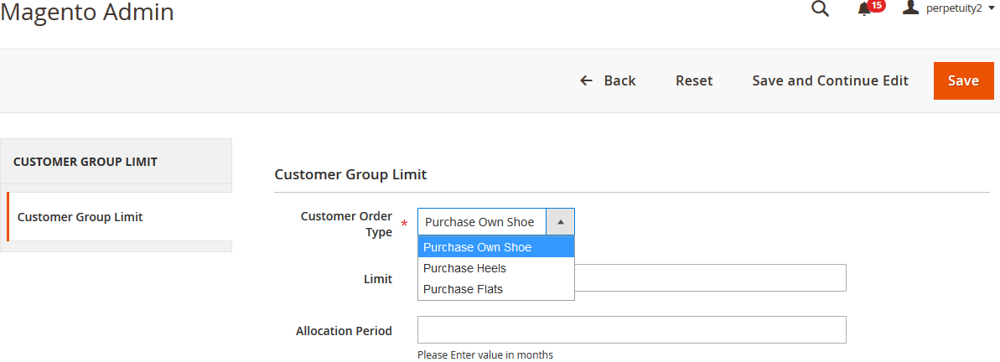 Magento Admin
15
perpetuity2
Back
Reset
Save and Continue Edit
Save
CUSTOMER GROUP LIMIT
Customer Group Limit
Customer Group Limit
Customer Order
Type
*
Purchase Own Shoe
Purchase Own Shoe
Purchase Heels
Purchase Flats
Limit
Allocation Period
Please Enter value in months